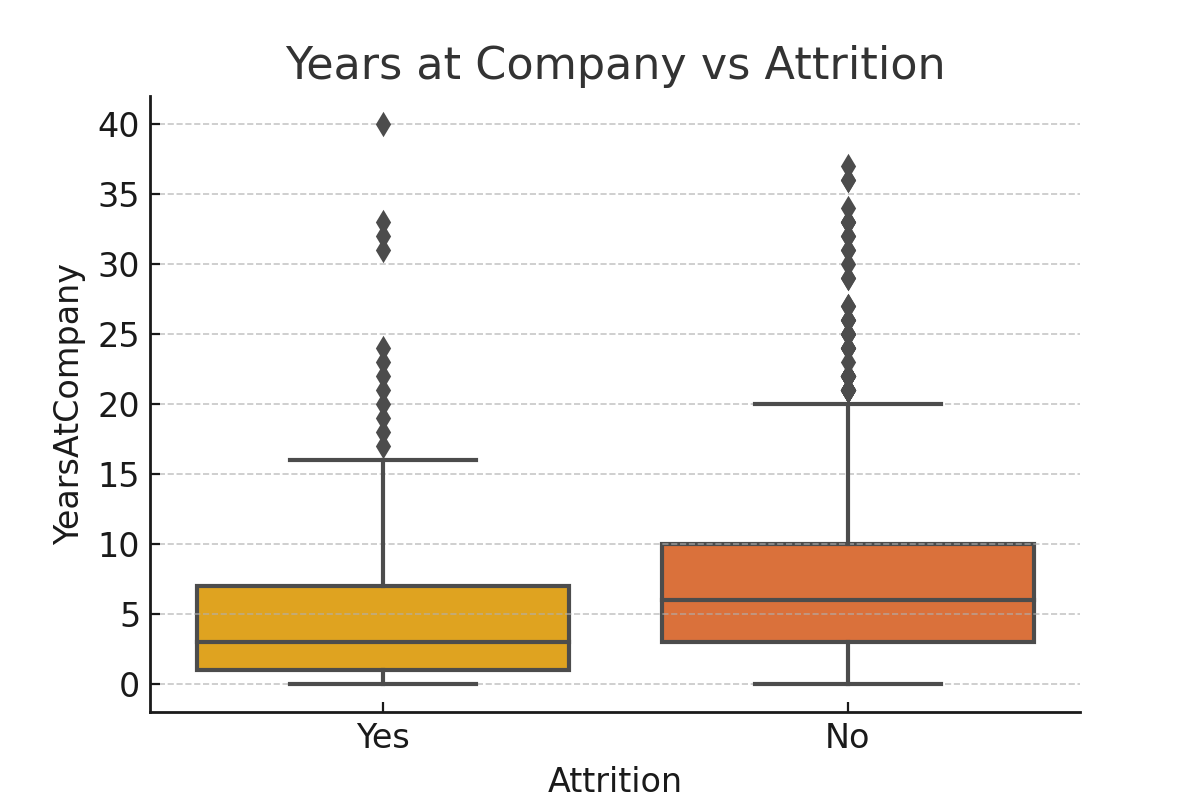 Years at Company vs Attrition
YearsAtCompany
40
35
30
25
20
15
10
5
0
Yes No
Attrition